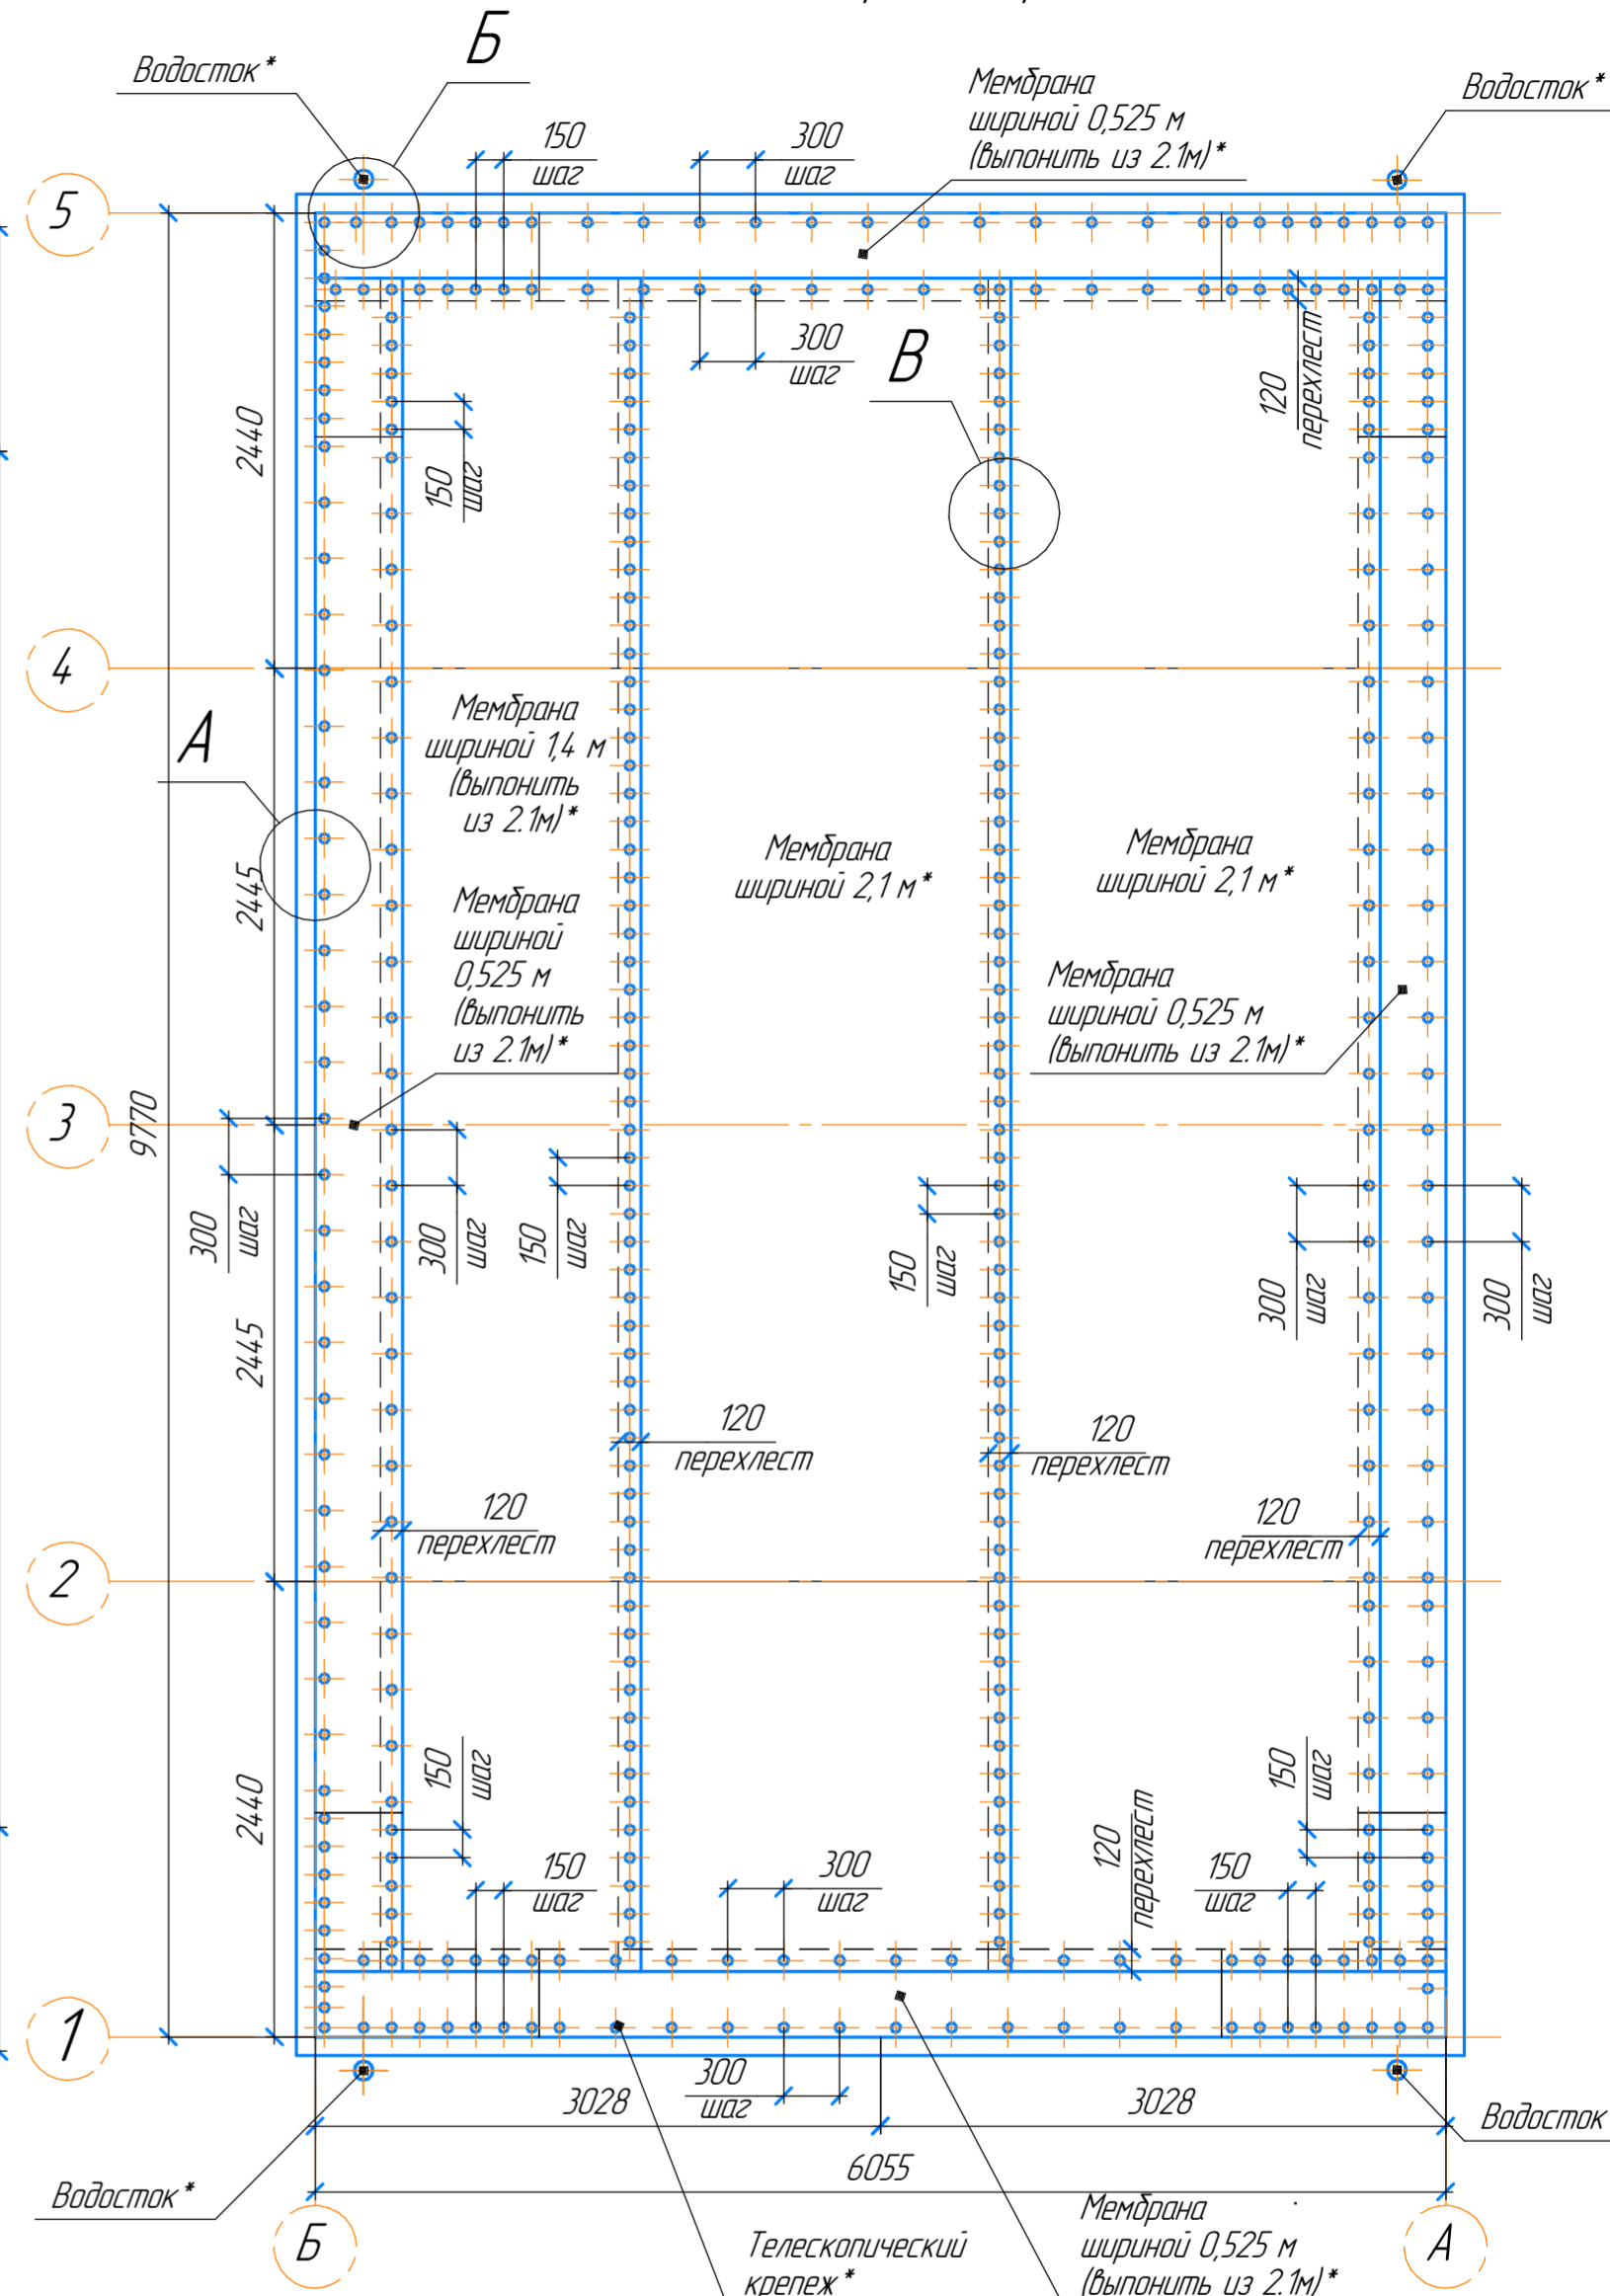 Водосток *
Б
Мембрана
шириной 0,525 м
(выпонить из 2.1м) *
Водосток *
150
шаг
300
шаг
5
300
шаг
В
120
перехлест
2440
150
шаг
4
А
Мембрана
шириной 1,4 м
(выпонить
из 2.1м) *
Мембрана
шириной 2,1 м *
Мембрана
шириной 2,1 м *
2445
Мембрана
шириной
0,525 м
(выпонить
из 2.1м) *
Мембрана
шириной 0,525 м
(выпонить из 2.1м) *
3
9770
300
шаг
300
шаг
150
шаг
150
шаг
300
шаг
300
шаг
2445
120
перехлест
120
перехлест
120
перехлест
120
перехлест
2
2440
150
шаг
150
шаг
120
перехлест
150
шаг
300
шаг
150
шаг
1
300
шаг
3028
3028
Водосток
6055
Водосток *
Мембрана
шириной 0,525 м
(выпонить из 2.1м) *
Телескопический
крепеж *
Б
А